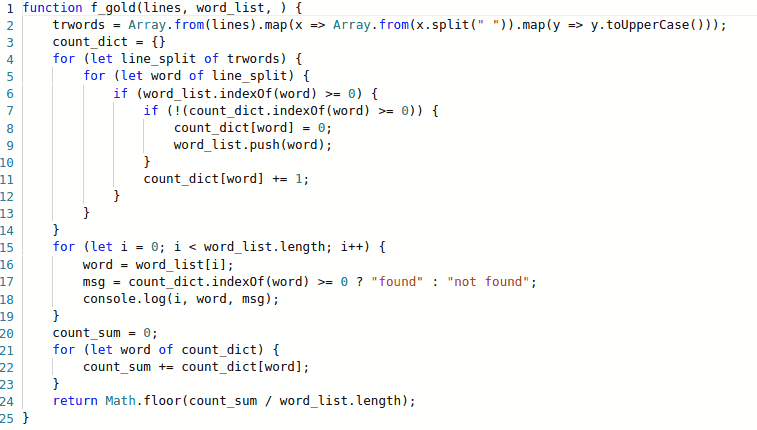 1 function f_gold(lines, word_list, ) {
2     trwords = Array.from(lines).map(x => Array.from(x.split(" ")).map(y => y.toUpperCase()));
3     count_dict = {}
4     for (let line_split of trwords) {
5         for (let word of line_split) {
6             if (word_list.indexOf(word) >= 0) {
7                 if (!(count_dict.indexOf(word) >= 0)) {
8                     count_dict[word] = 0;
9                     word_list.push(word);
10                 }
11                 count_dict[word] += 1;
12             }
13         }
14     }
15     for (let i = 0; i < word_list.length; i++) {
16         word = word_list[i];
17         msg = count_dict.indexOf(word) >= 0 ? "found" : "not found";
18         console.log(i, word, msg);
19     }
20     count_sum = 0;
21     for (let word of count_dict) {
22         count_sum += count_dict[word];
23     }
24     return Math.floor(count_sum / word_list.length);
25 }